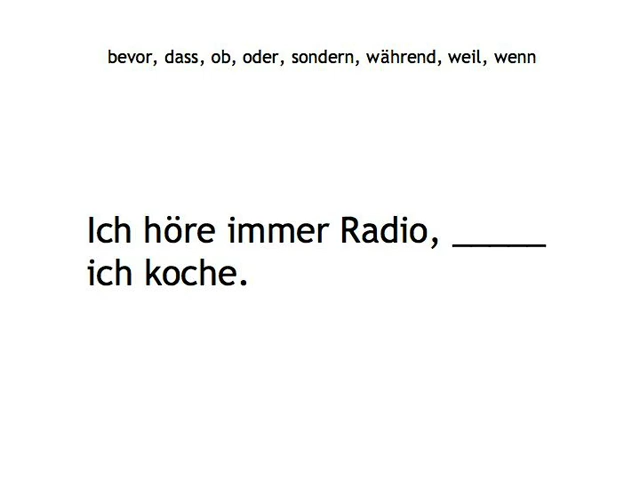 bevor, dass, ob, oder, sondern, während, weil, wenn
Ich höre immer Radio, _____
ich koche.